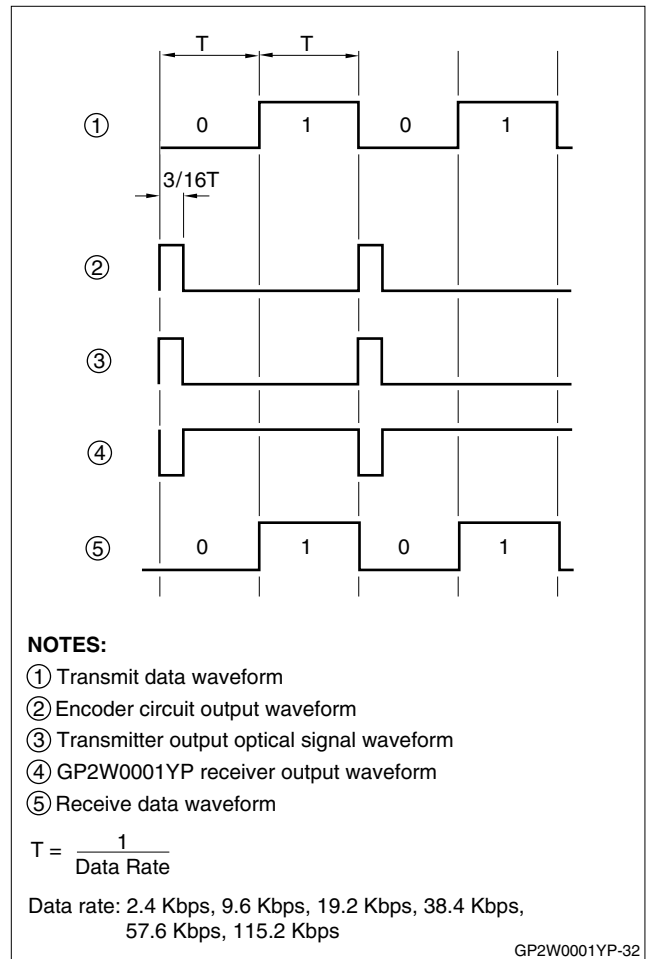 T T
① 0 1 0 1
3/16T
②
③
④
⑤ 0 1 0 1
NOTES:
① Transmit data waveform
② Encoder circuit output waveform
③ Transmitter output optical signal waveform
④ GP2W0001YP receiver output waveform
⑤ Receive data waveform
T = 1
Data Rate
Data rate: 2.4 Kbps, 9.6 Kbps, 19.2 Kbps, 38.4 Kbps,
57.6 Kbps, 115.2 Kbps
GP2W0001YP-32